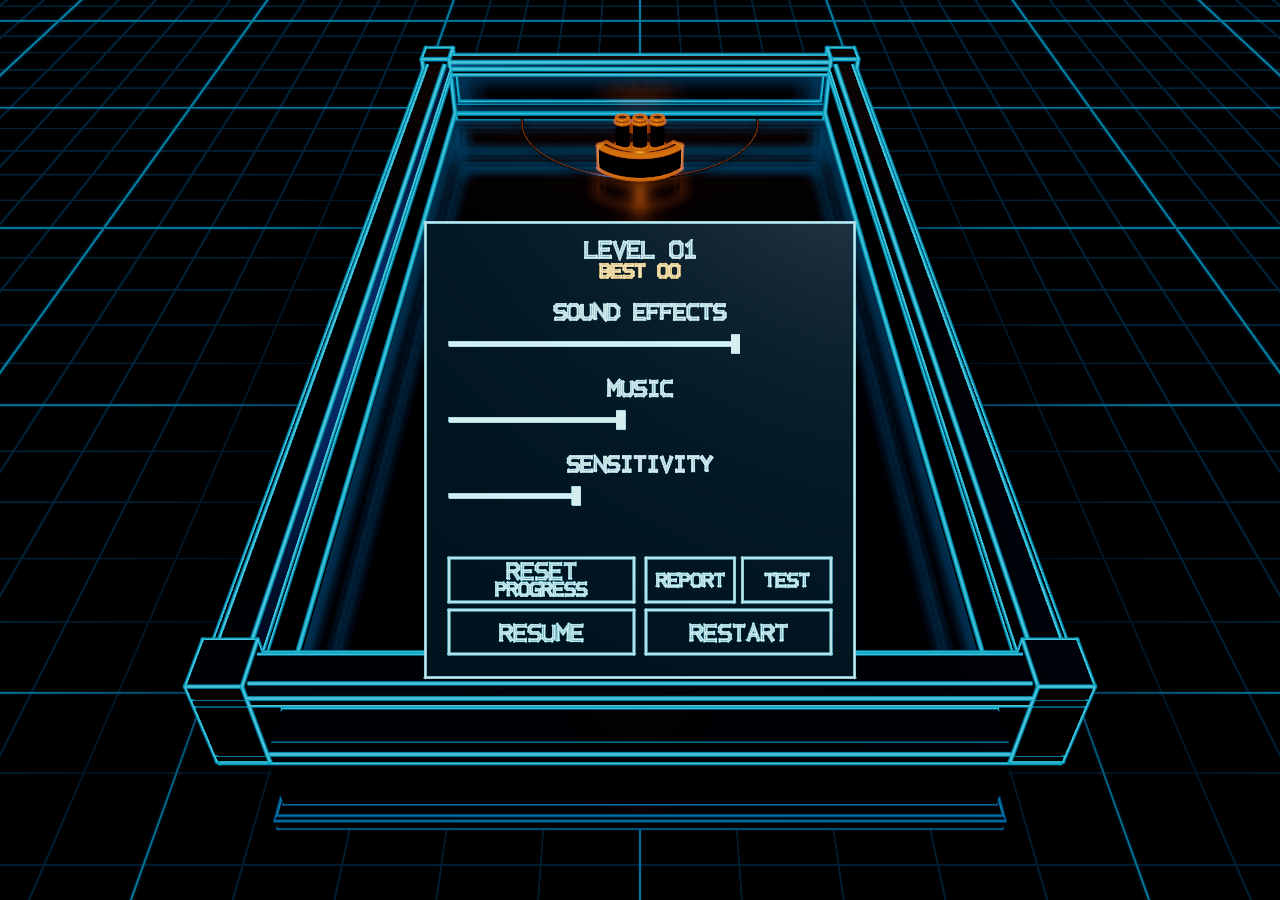 LEVEL 01
BEST 00
SOUND EFFECTS
MUSIC
SENSITIVITY
RESET
PROGRESS
REPORT
TEST
RESUME
RESTART